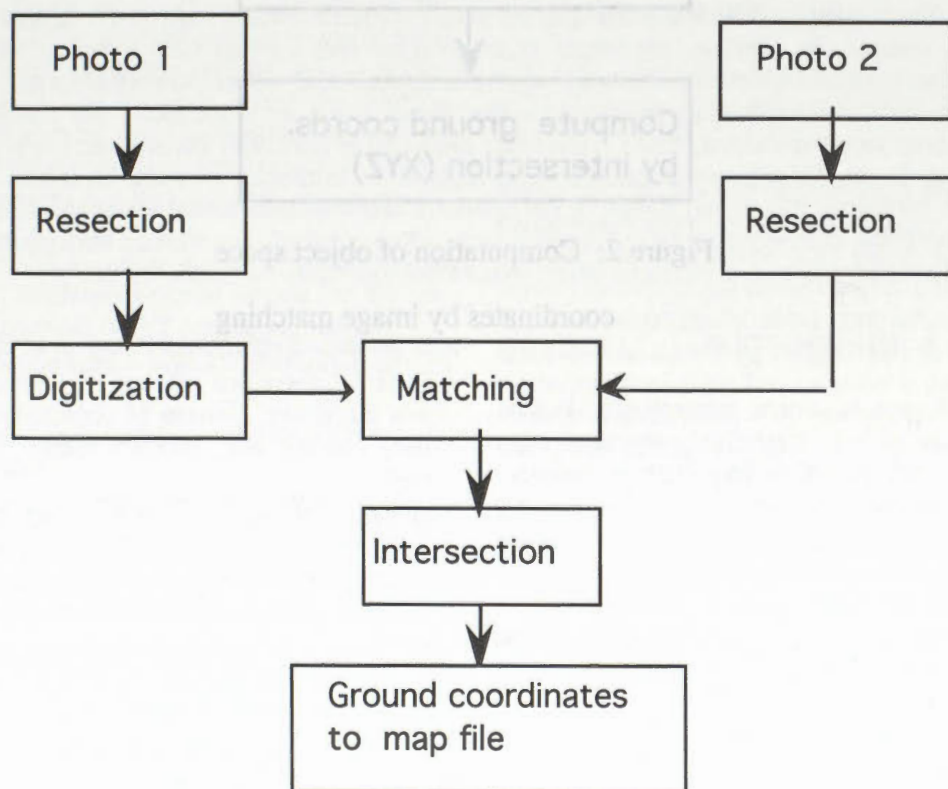 Photo 1
Photo 2
Compute ground coords.
by intersection (XYZ)
Resection
Resection
Figure 2: Computation of object space
coordinates by image matching
Digitization
Matching
Intersection
Ground coordinates
to map file